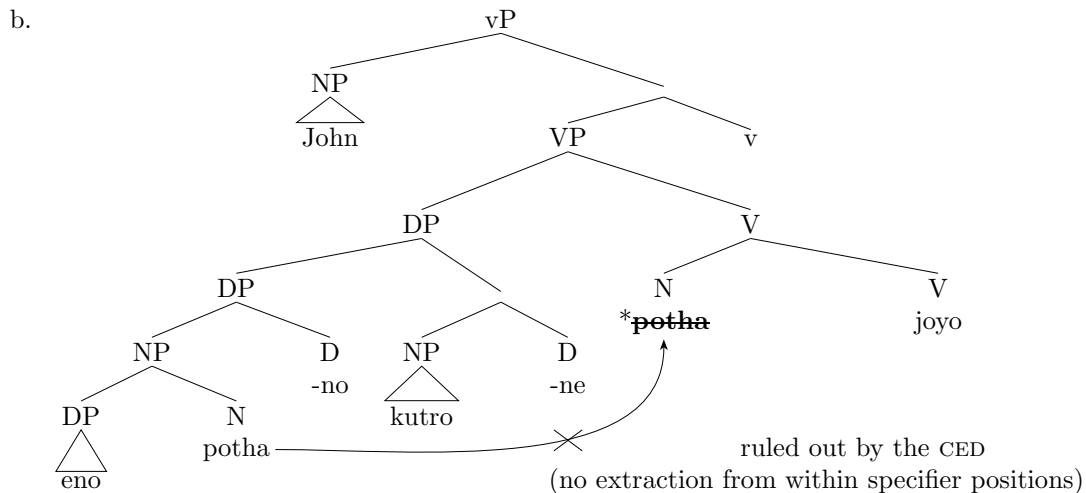 b.
vP
NP
John
VP v
DP V
DP N V
*potha joyo
NP D NP D
-no -ne
DP N kutro
potha ruled out by the CED
eno (no extraction from within specifier positions)